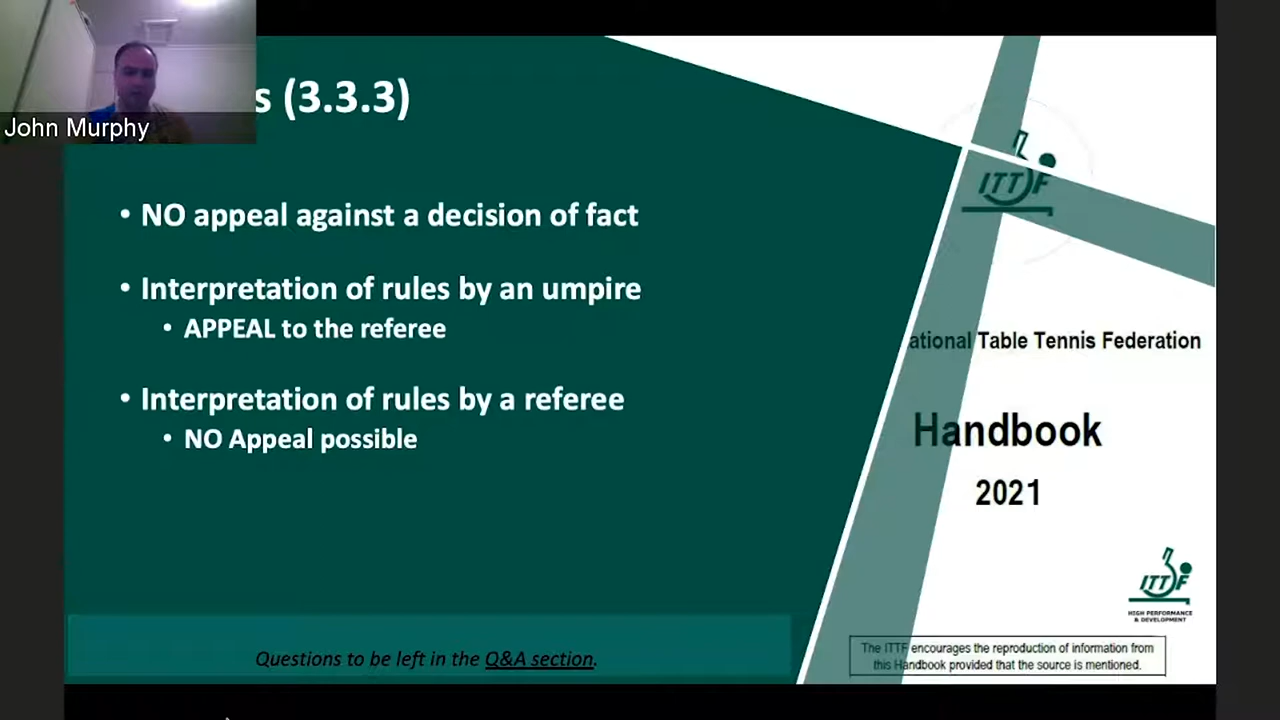 s (3.3.3)
John Murphy
• NO appeal against a decision of fact
• Interpretation of rules by an umpire
• APPEAL to the referee
• Interpretation of rules by a referee
• NO Appeal possible
Questions to be left in the Q&A section.
ITTF
ational Table Tennis Federation
Handbook
2021
ITTF
HIGH PERFORMANCE
& DEVELOPMENT
The ITTF encourages the reproduction of information from
this Handbook provided that the source is mentioned.